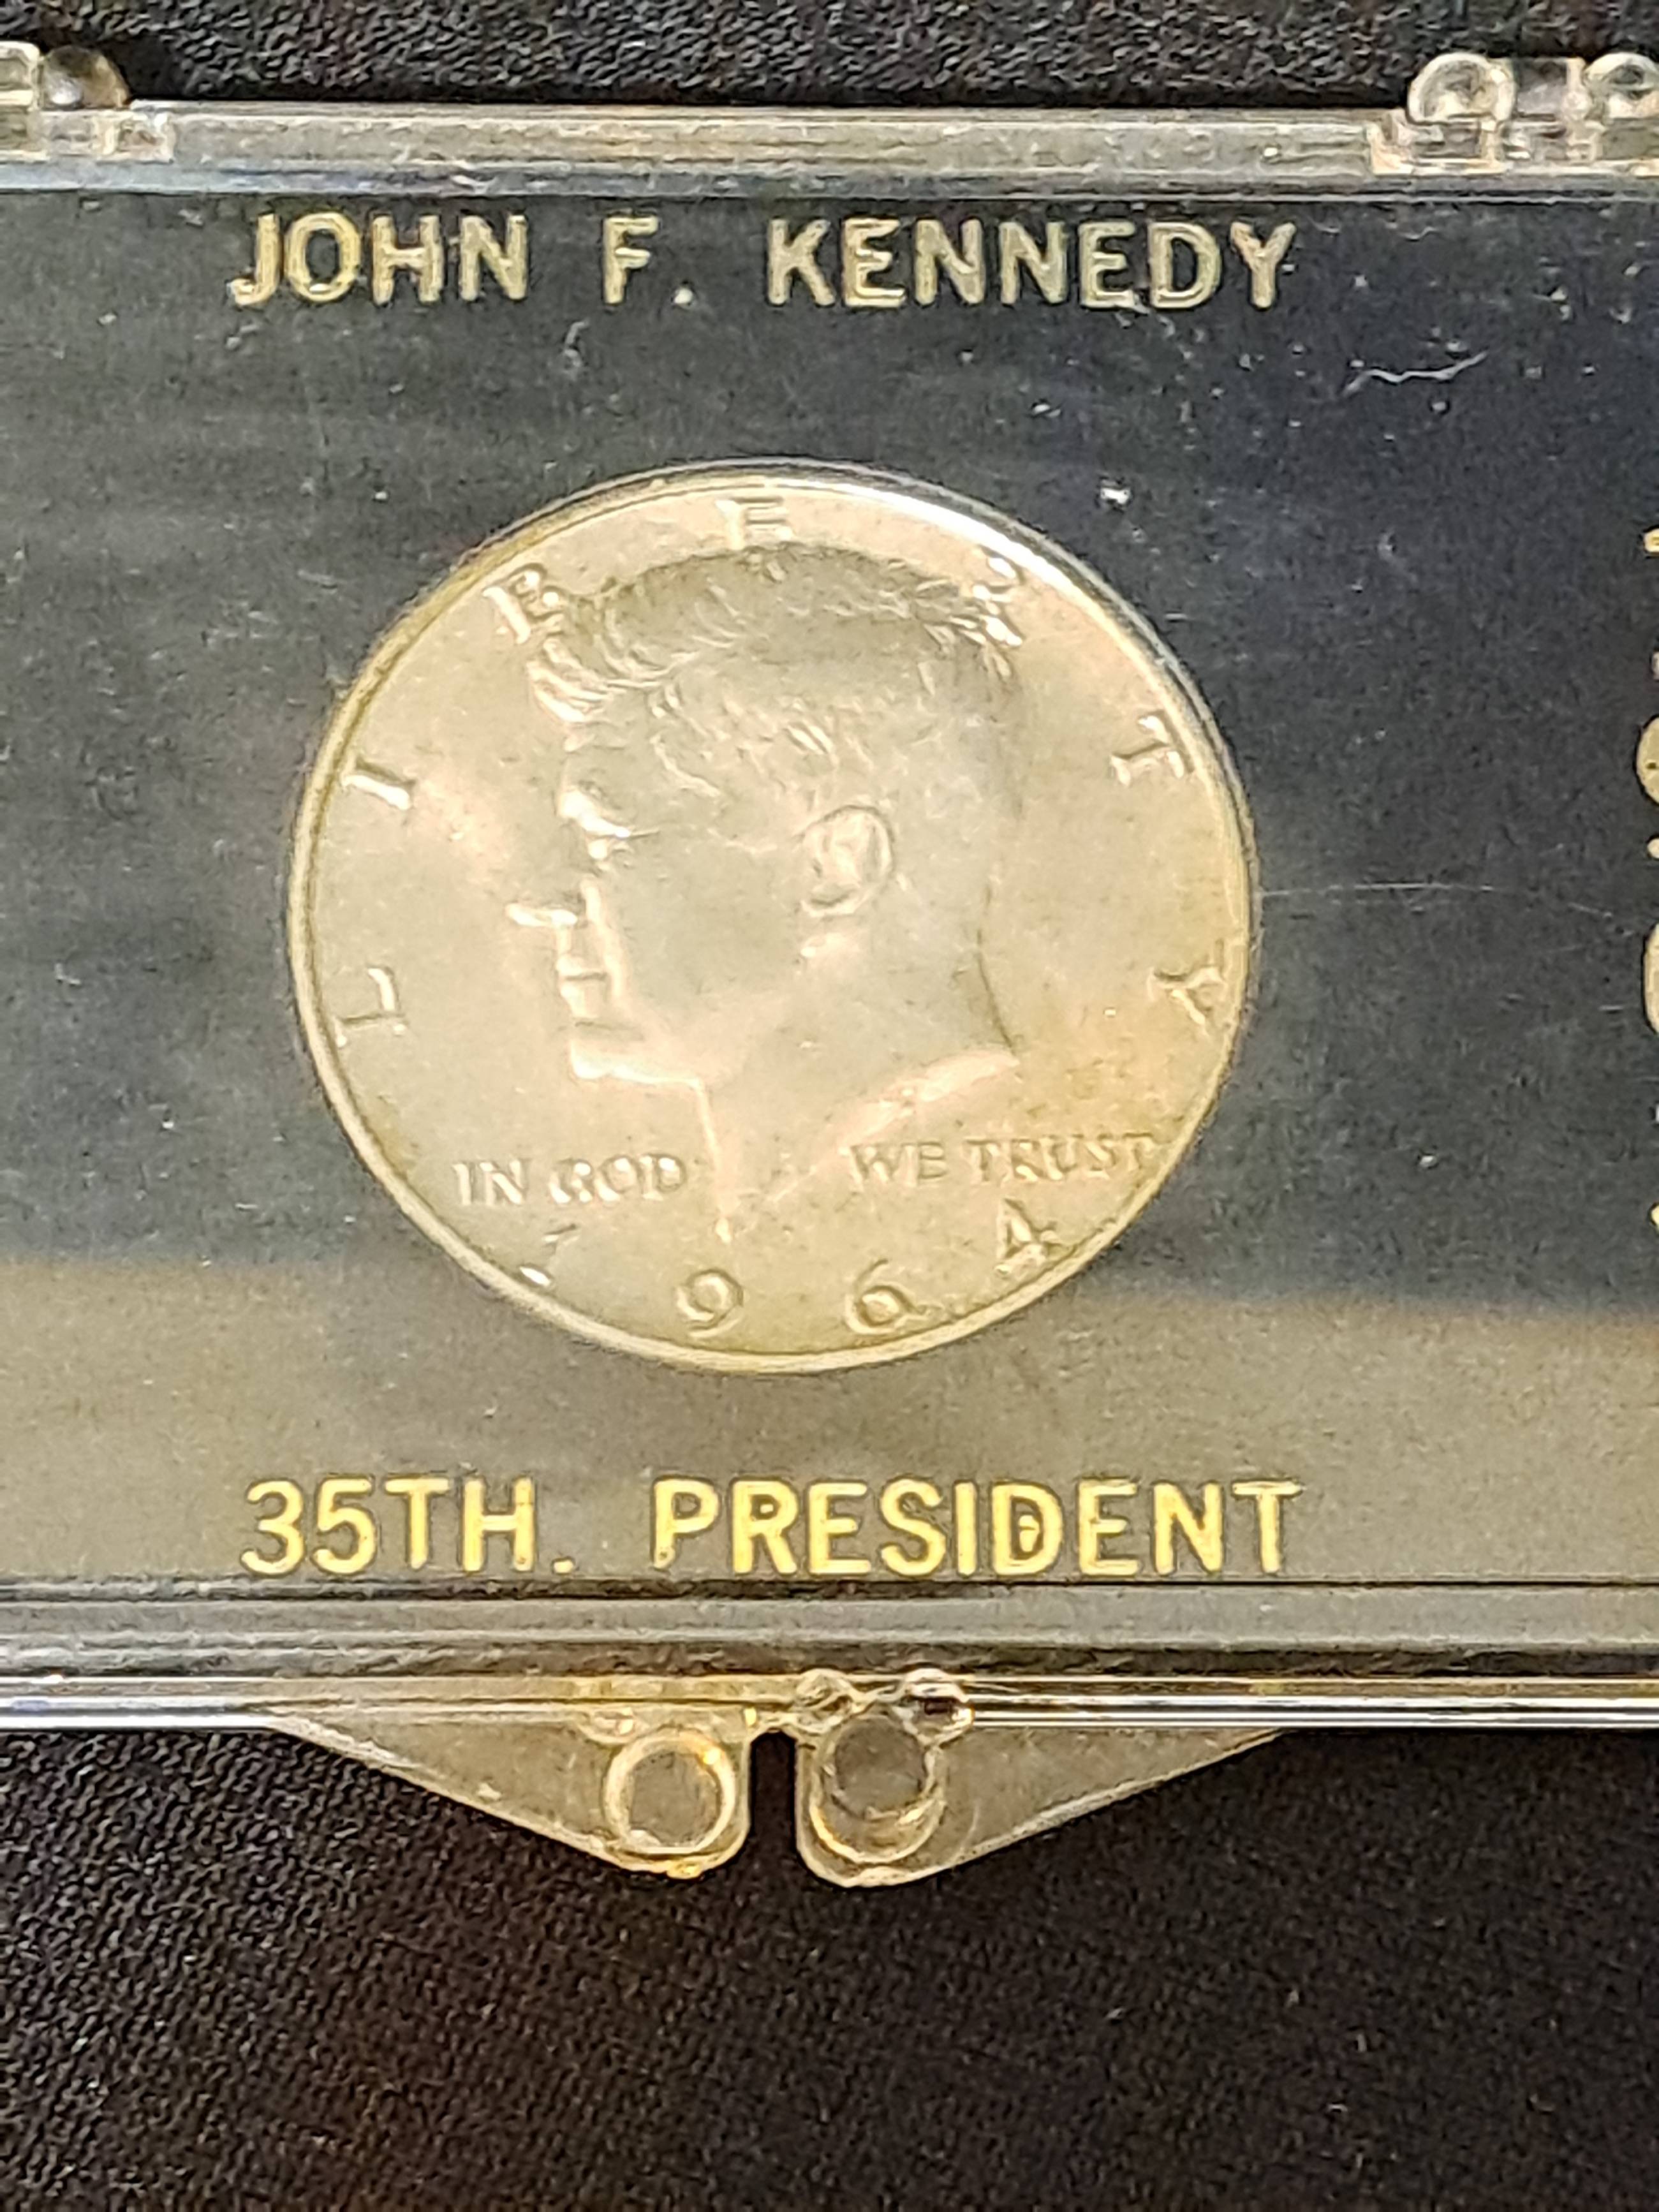 JOHN F. KENNEDY
LIBERTY
IN GOD WE TRUST
1964
35TH. PRESIDENT